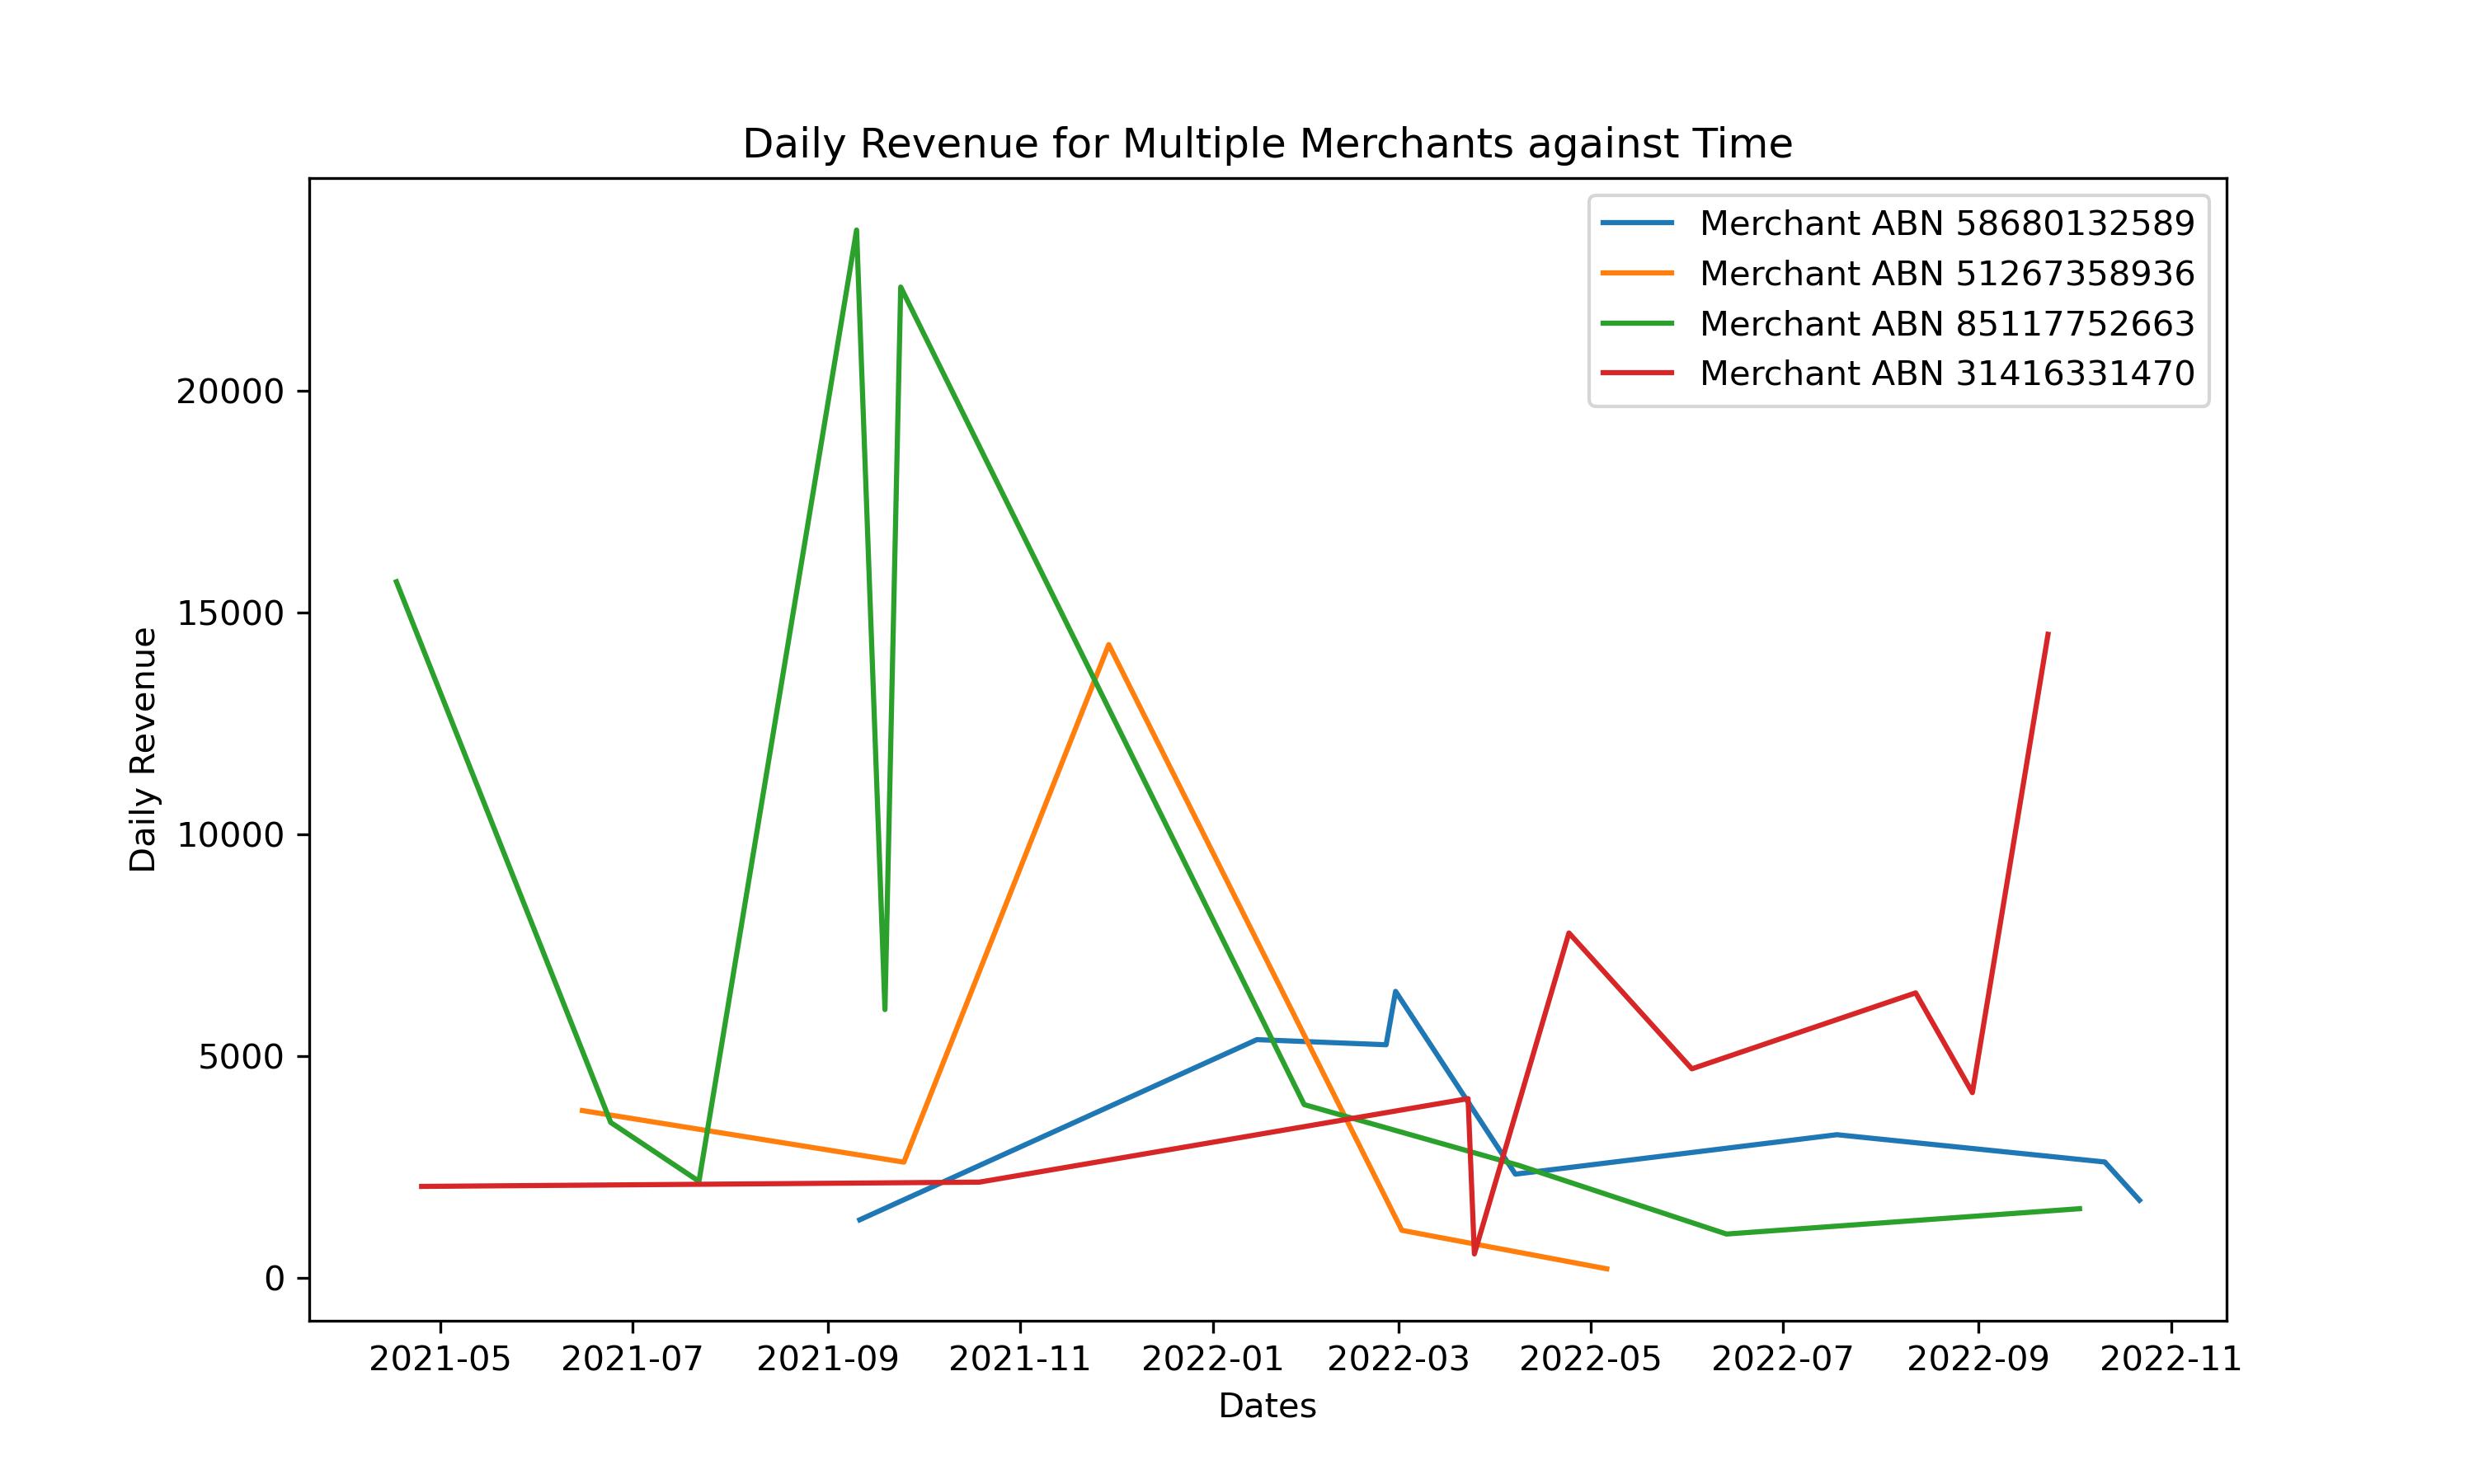 Daily Revenue for Multiple Merchants against Time
Merchant ABN 58680132589
Merchant ABN 51267358936
Merchant ABN 85117752663
Merchant ABN 31416331470
Daily Revenue
20000
15000
10000
5000
0
2021-05 2021-07 2021-09 2021-11 2022-01 2022-03 2022-05 2022-07 2022-09 2022-11
Dates